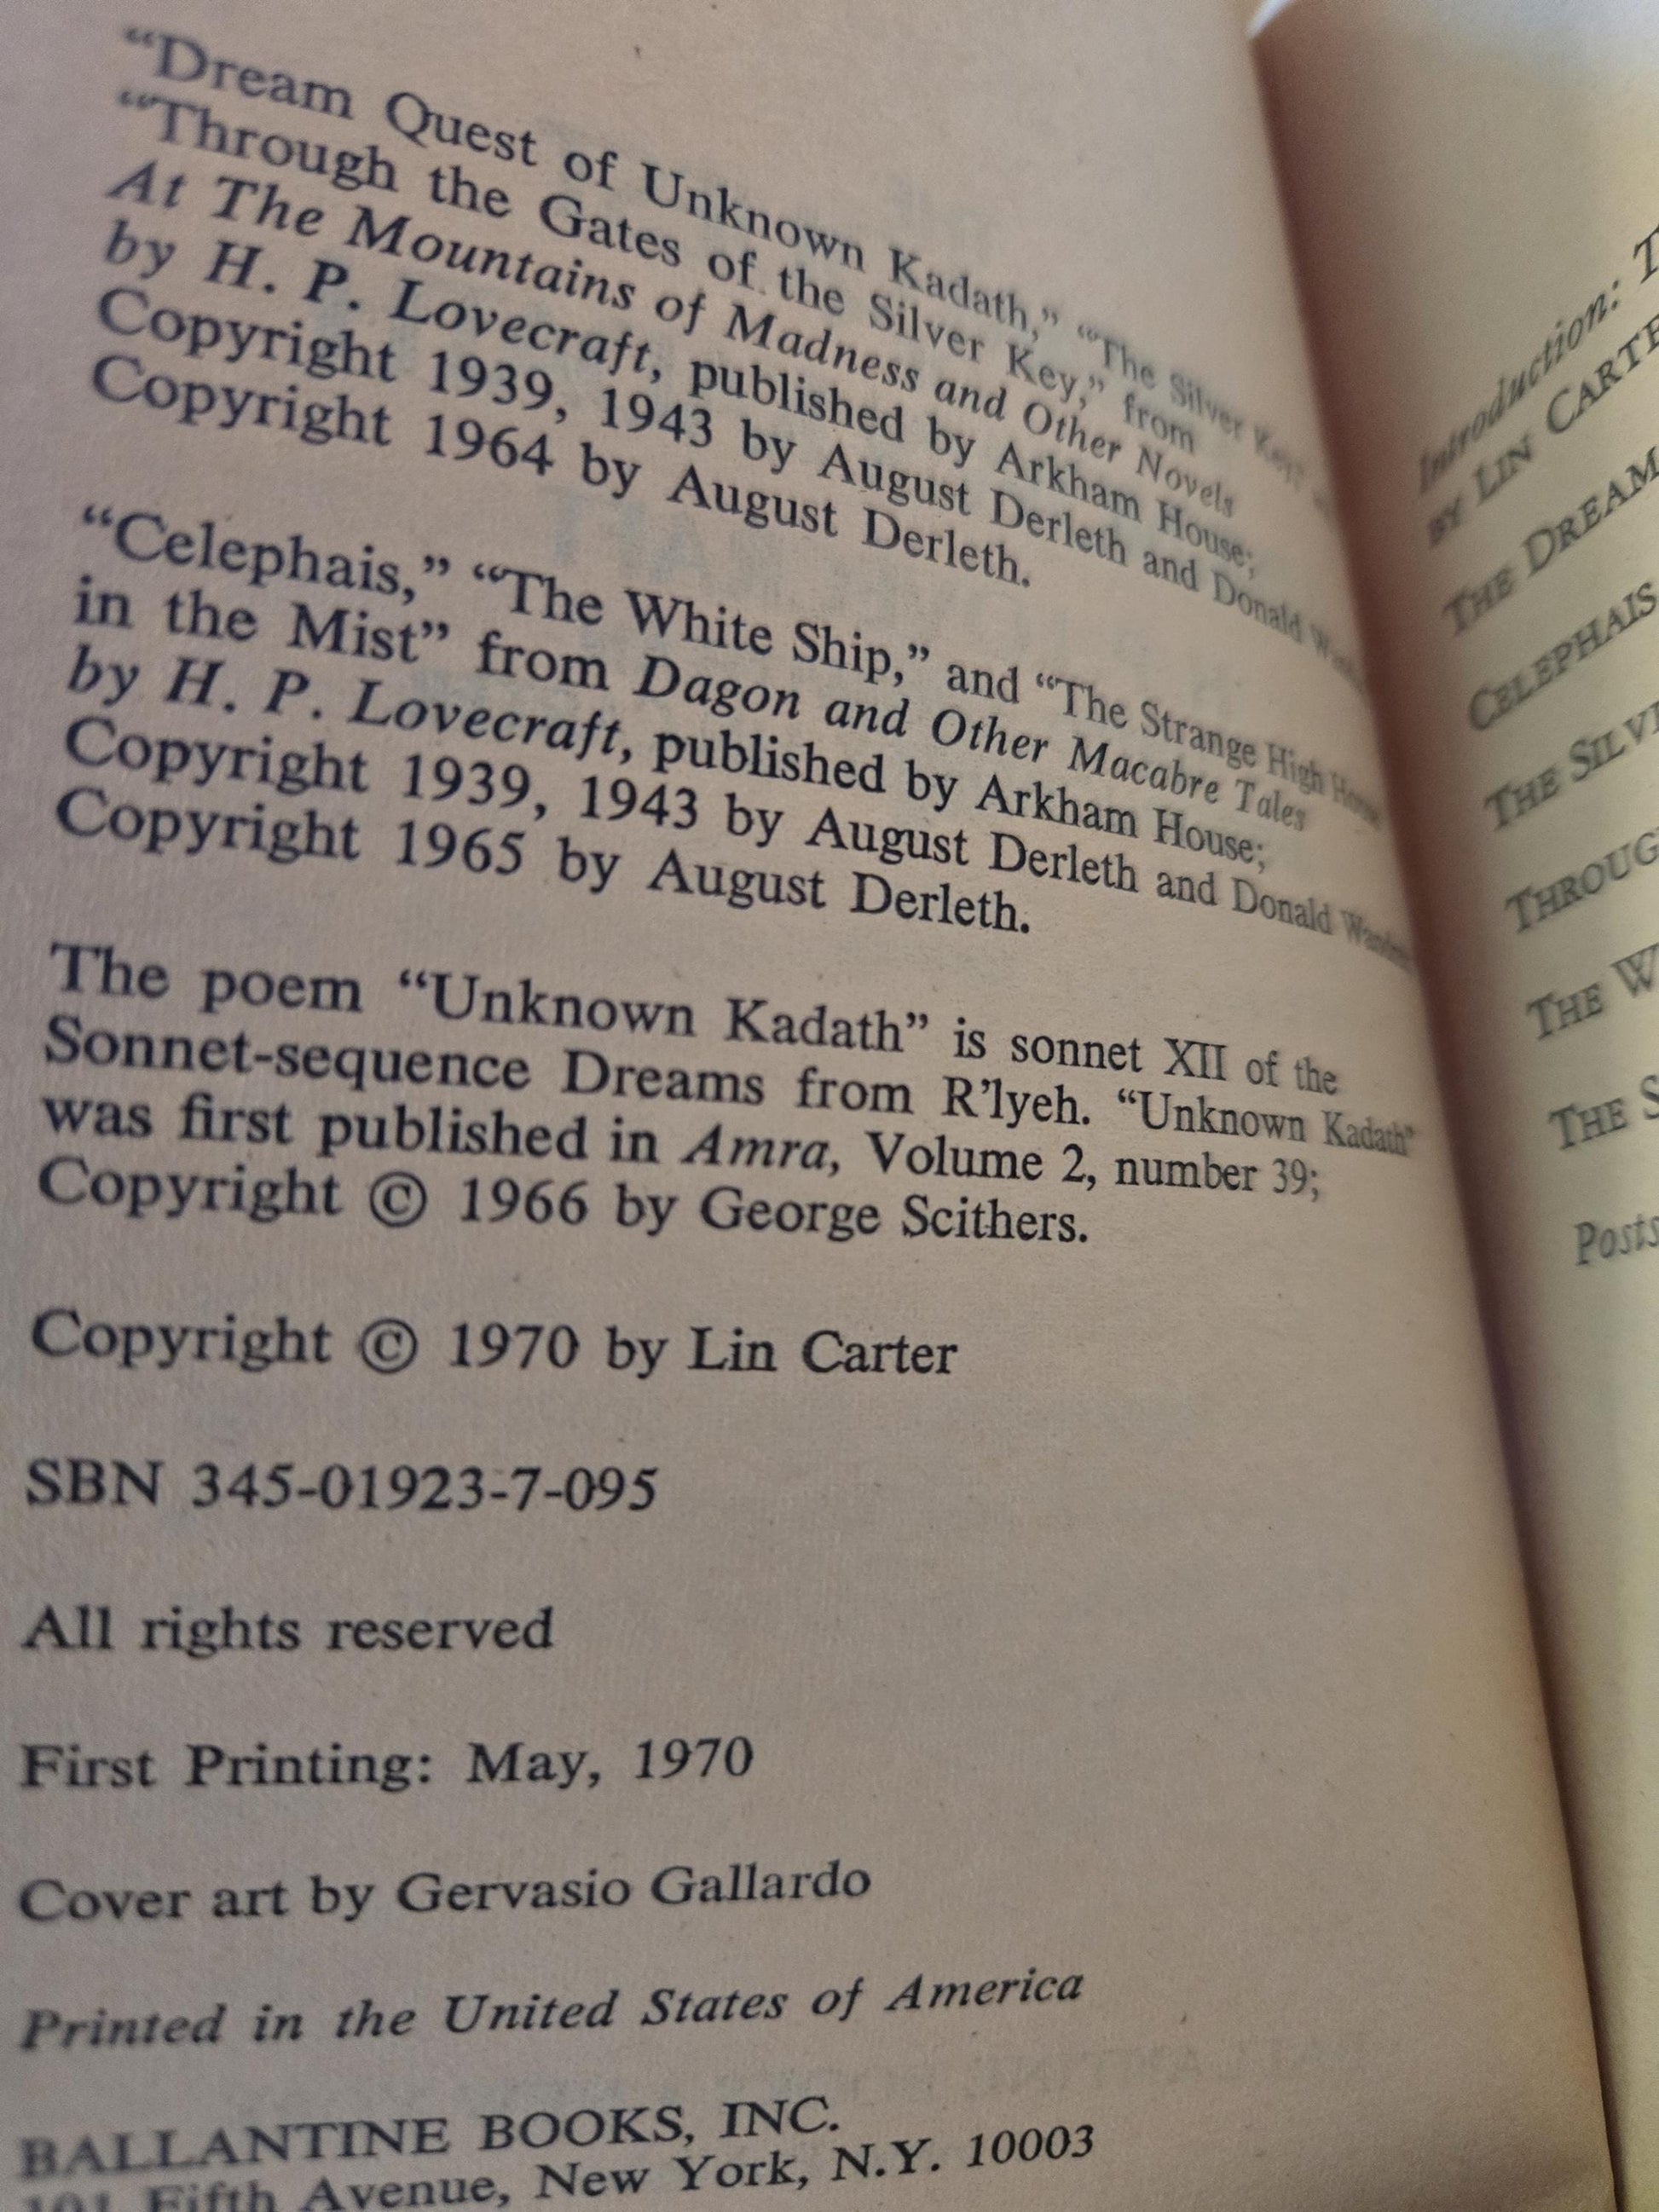 "Dream Quest of Unknown Kadath," "The Silver Key,"
"Through the Gates of the Silver Key," from
At The Mountains of Madness and Other Novels
by H. P. Lovecraft, published by Arkham House;
Copyright 1939, 1943 by August Derleth and Donald
Copyright 1964 by August Derleth.
"Celephais," "The White Ship," and "The Strange High House
in the Mist" from Dagon and Other Macabre Tales
by H. P. Lovecraft, published by Arkham House;
Copyright 1939, 1943 by August Derleth and Donald
Copyright 1965 by August Derleth.
The poem "Unknown Kadath" is sonnet XII of the
Sonnet-sequence Dreams from R'lyeh. "Unknown Kadath"
was first published in Amra, Volume 2, number 39;
Copyright © 1966 by George Scithers.
Copyright © 1970 by Lin Carter
SBN 345-01923-7-095
All rights reserved
First Printing: May, 1970
Cover art by Gervasio Gallardo
Printed in the United States of America
BALLANTINE BOOKS, INC.
101 Fifth Avenue, New York, N.Y. 10003
Introduction: T
BY LIN CARTE
THE DREAM
CELEPHAIS
THE SILV
THROUG
THE W
THE S
Posts